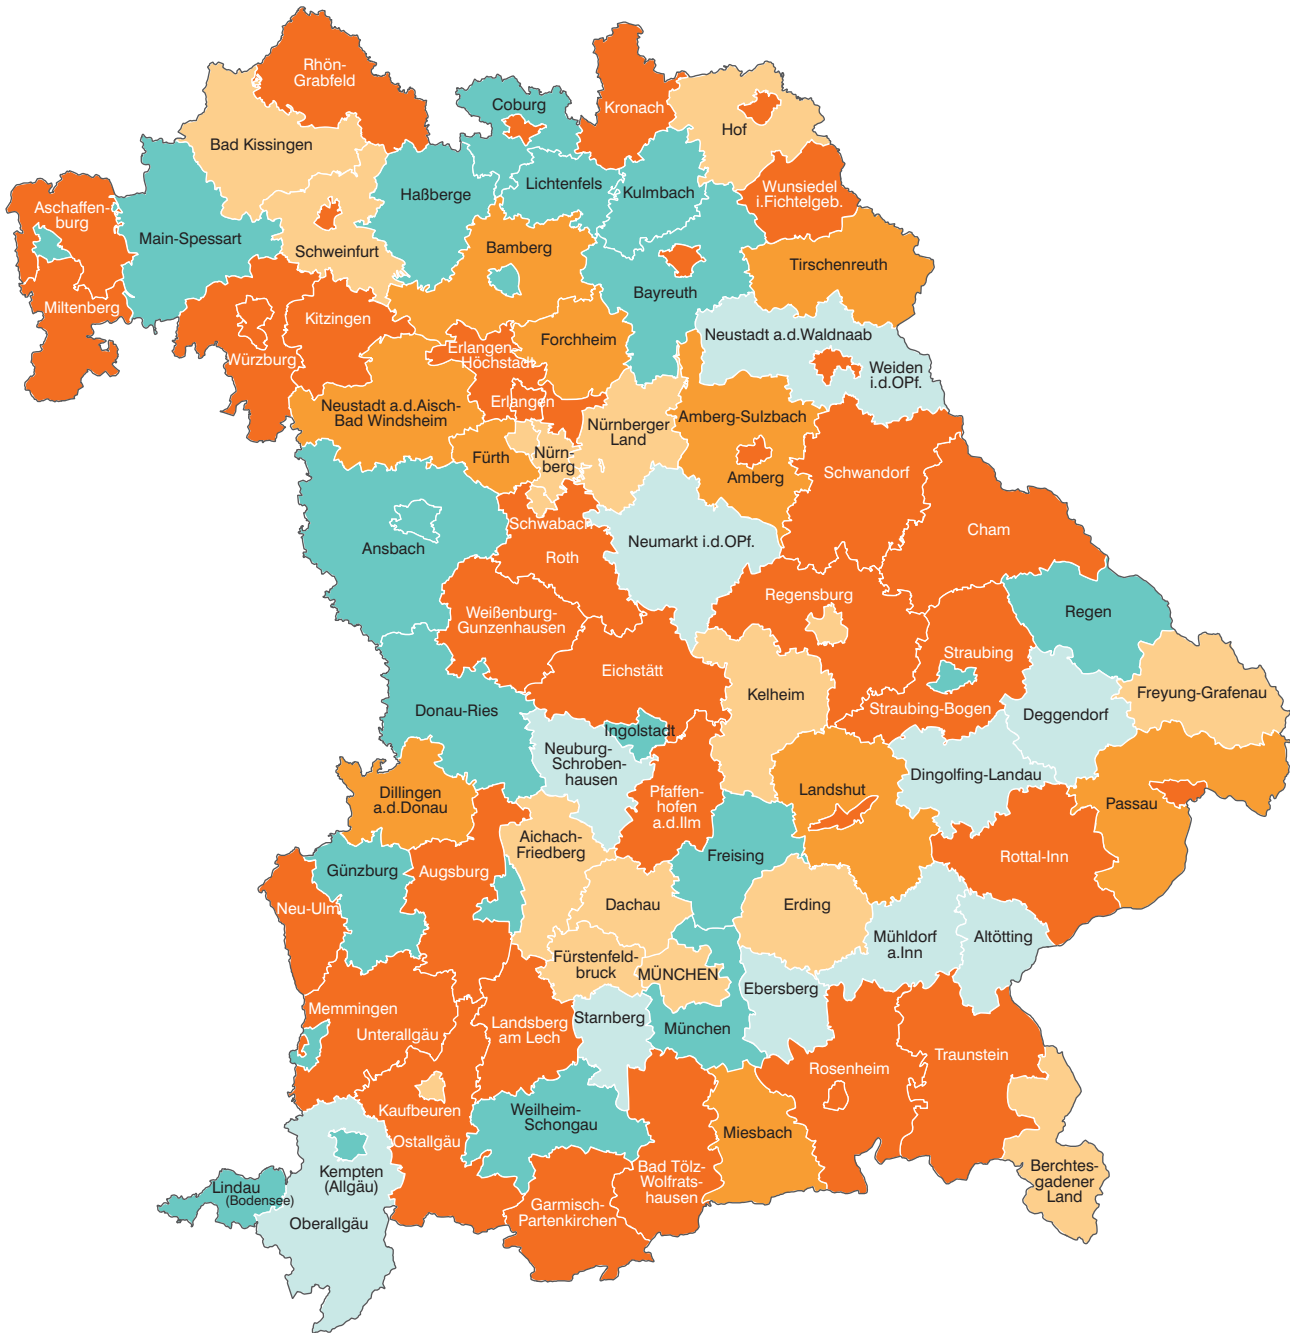 Rhön-
Grabfeld
Coburg
Kronach
Hof
Bad Kissingen
Haßberge
Lichtenfels
Kulmbach
Wunsiedel
i.Fichtelgeb.
Aschaffen-
burg
Main-Spessart
Schweinfurt
Bamberg
Tirschenreuth
Bayreuth
Miltenberg
Kitzingen
Neustadt a.d.Waldnaab
Forchheim
Erlangen-
Höchstadt
Würzburg
Weiden
i.d.OPf.
Erlangen
Neustadt a.d.Aisch-
Bad Windsheim
Nürnberger
Land
Amberg-Sulzbach
Fürth
Nürn-
berg
Amberg
Schwandorf
Schwabach
Cham
Ansbach
Roth
Neumarkt i.d.OPf.
Regensburg
Weißenburg-
Gunzenhausen
Regen
Straubing
Eichstätt
Kelheim
Freyung-Grafenau
Donau-Ries
Straubing-Bogen
Deggendorf
Ingolstadt
Neuburg-
Schroben-
hausen
Dingolfing-Landau
Dillingen
a.d.Donau
Pfaffen-
hofen
a.d.Ilm
Landshut
Passau
Aichach-
Friedberg
Günzburg
Augsburg
Freising
Rottal-Inn
Neu-Ulm
Dachau
Erding
Mühldorf
a.Inn
Altötting
Fürstenfeld-
bruck
MÜNCHEN
Ebersberg
Memmingen
Unterallgäu
Landsberg
am Lech
Starnberg
München
Traunstein
Rosenheim
Kaufbeuren
Weilheim-
Schongau
Miesbach
Ostallgäu
Kempten
(Allgäu)
Bad Tölz-
Wolfrats-
hausen
Berchtes-
gadener
Land
Lindau
(Bodensee)
Garmisch-
Partenkirchen
Oberallgäu